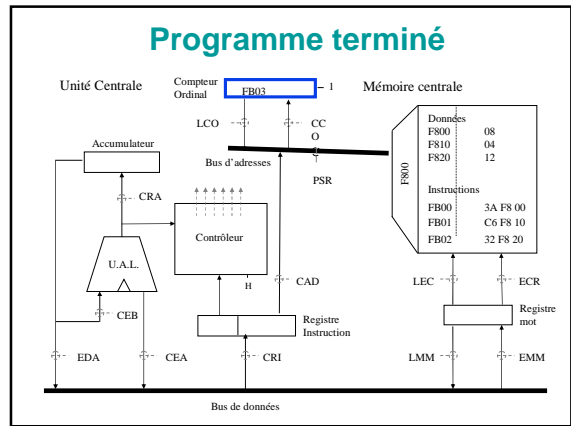 Programme terminé
Unité Centrale
Compteur
Ordinal
FB03
1
Mémoire centrale
LCO
CC
O
Données
F800 08
F810 04
F820 12
Instructions
FB00 3A F8 00
FB01 C6 F8 10
FB02 32 F8 20
F800
Accumulateur
Bus d'adresses
PSR
CRA
Contrôleur
U.A.L.
H
CAD
LEC
ECR
CEB
Registre
Instruction
Registre
mot
EDA
CEA
CRI
LMM
EMM
Bus de données